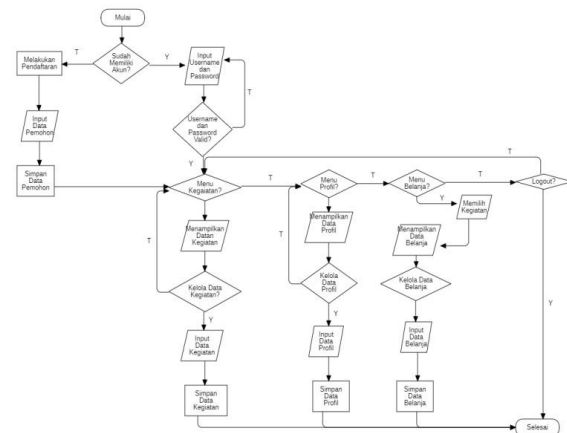 Mulai
Sudah
Memiliki
Akun?
T
Y
Melakukan
Pendaftaran
Input
Username
dan
Password
T
Input
Data
Pemohon
Username
dan
Password
Valid?
Y
Simpan
Data
Pemohon
Menu
Kegaiatan?
T
Menu
Profil?
T
Menu
Belanja?
T
Logout?
T
Y
Y
Memilih
Kegiatan
Menampilkan
Datan
Kegiatan
T
Menampilkan
Data
Profil
T
Menampilkan
Data
Belanja
Kelola Data
Kegiatan?
Kelola
Data
Profil
Kelola Data
Belanja
Y
Y
Input
Data
Kegiatan
Input
Data
Profil
Input
Data
Belanja
Simpan
Data
Kegiatan
Simpan
Data
Profil
Simpan
Data
Belanja
Selesai